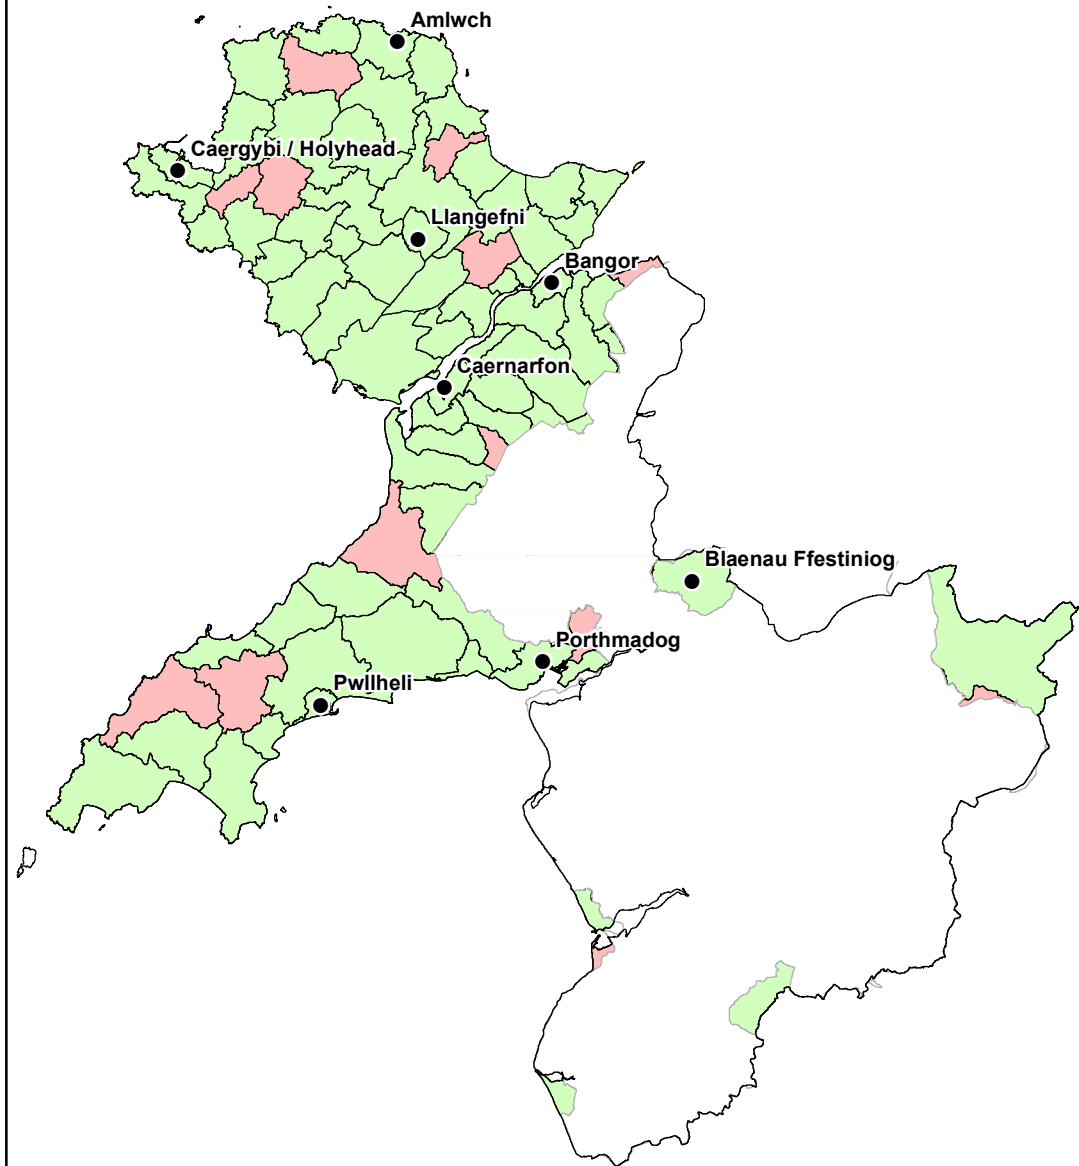 Amlwch
Caergybi / Holyhead
Llangefni
Bangor
Caernarfon
Blaenau Ffestiniog
Porthmadog
Pwllheli